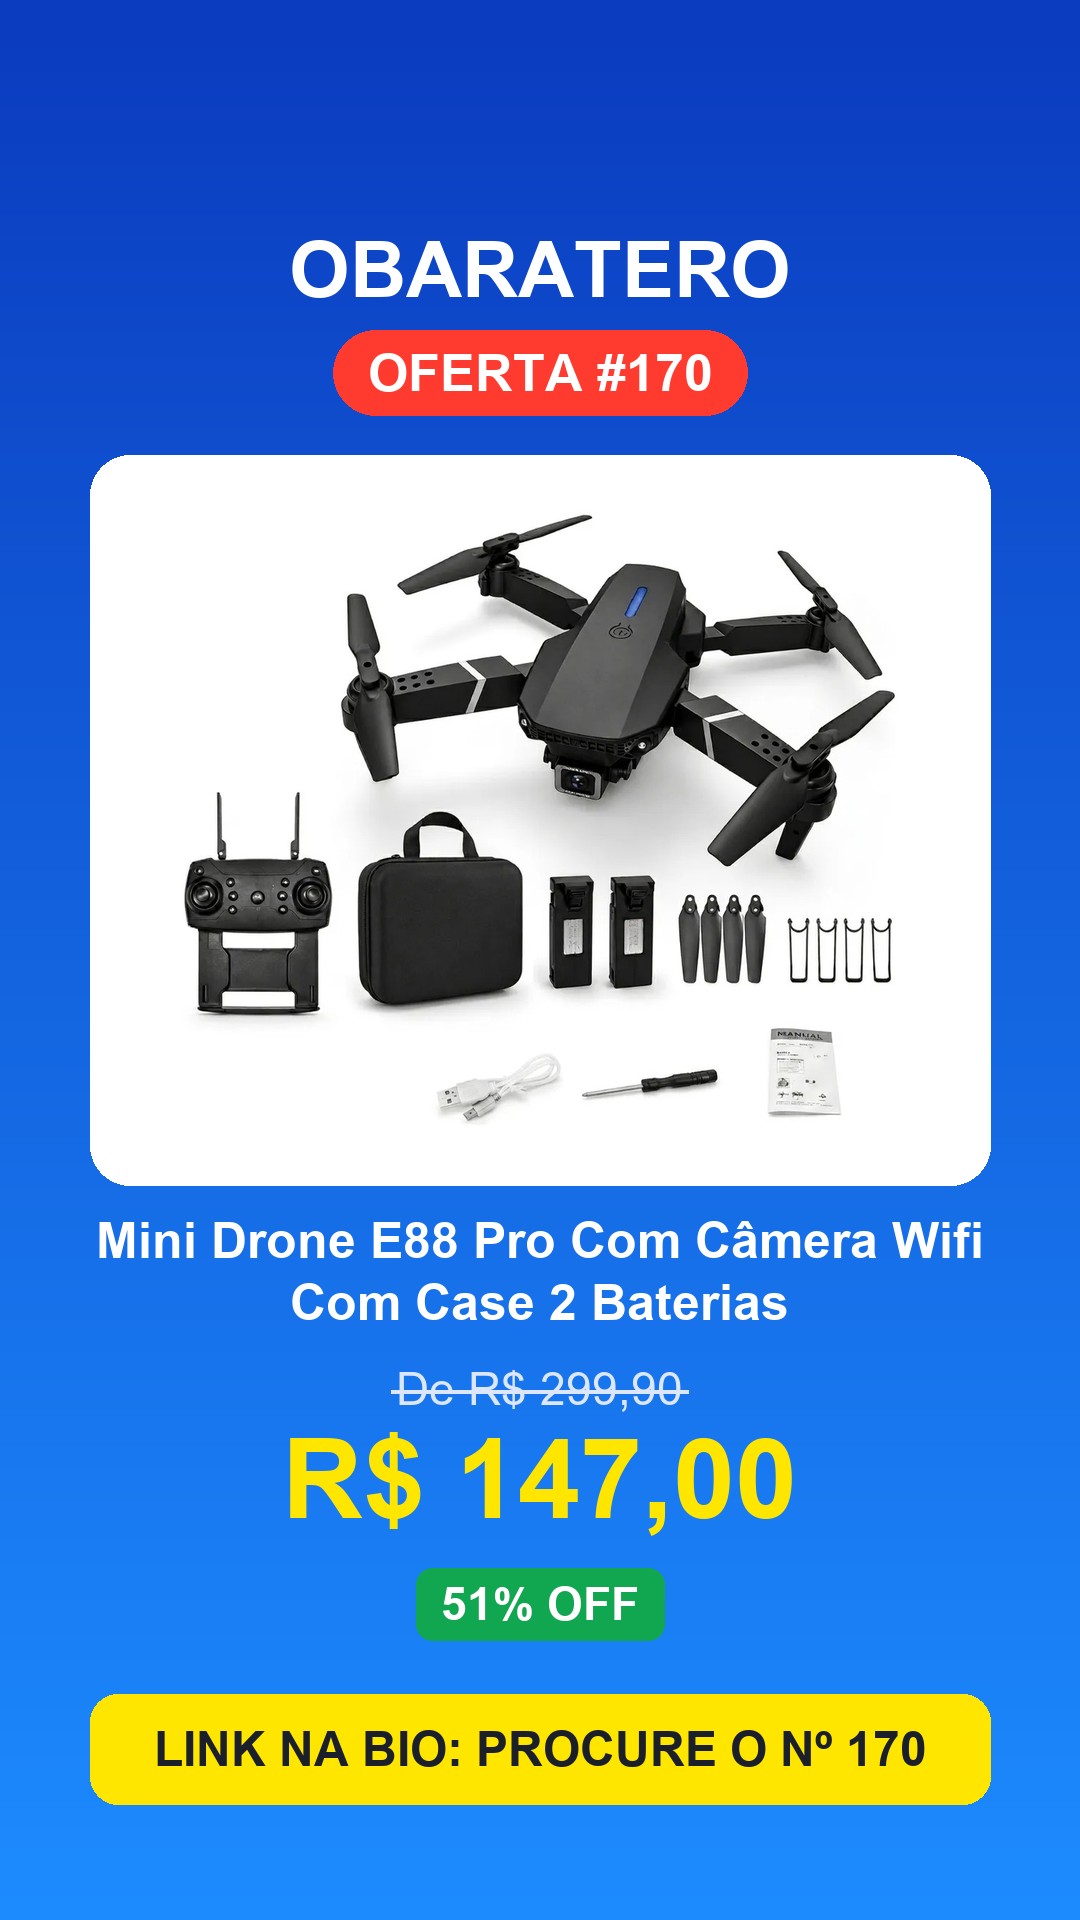 OBARATERO
OFERTA #170
MANUAL
Mini Drone E88 Pro Com Câmera Wifi
Com Case 2 Baterias
De R$ 299,90
R$ 147,00
51% OFF
LINK NA BIO: PROCURE O Nº 170